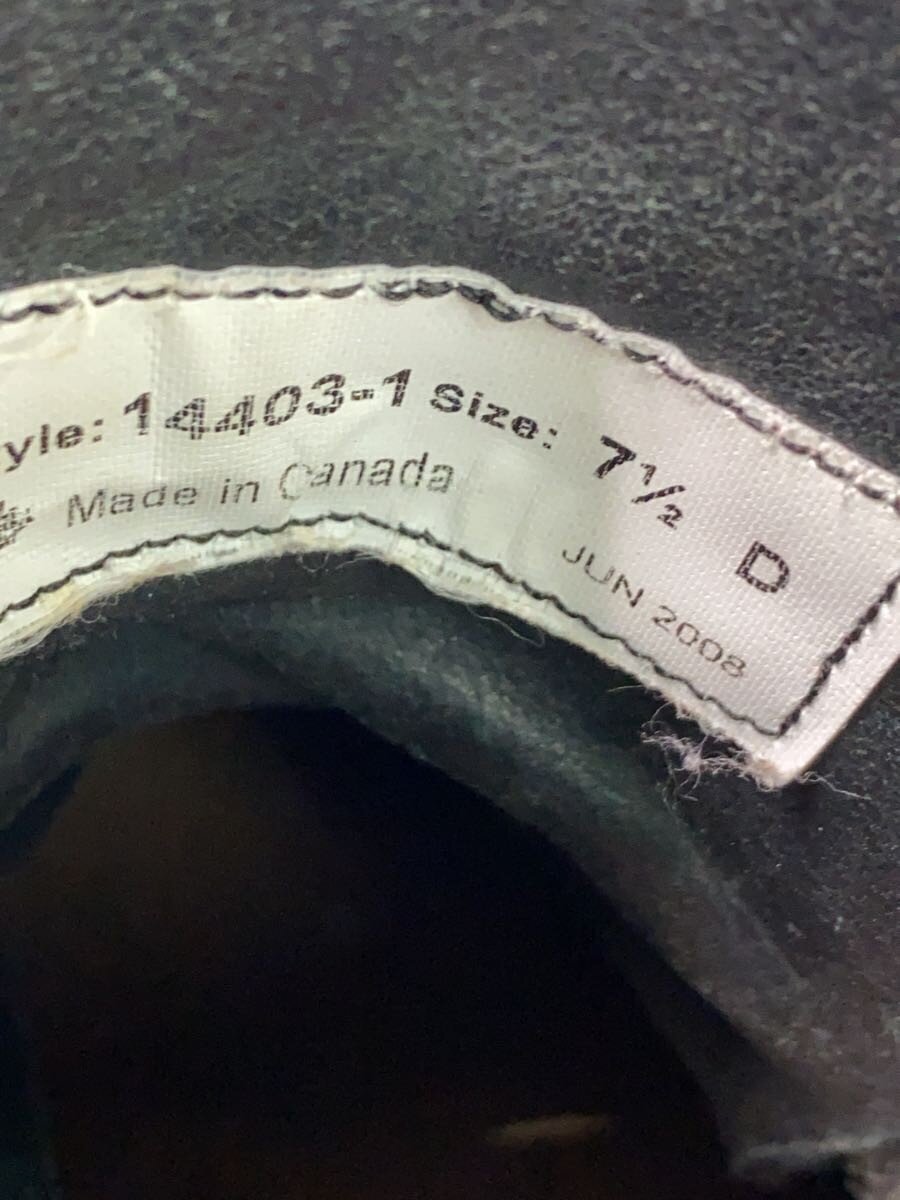 yle: 14403-1 Size: 7½ D
Made in Canada JUN 2008